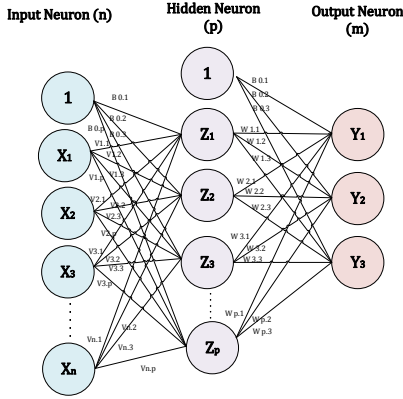 Input Neuron (n)
Hidden Neuron
(p)
Output Neuron
(m)
1
X1
X2
X3
Xn
1
Z1
Z2
Z3
Zp
Y1
Y2
Y3
B 0.1
B 0.2
B 0.3
B 0.p
V1.1
V1.2
V1.3
V1.p
V2.1
V2.2
V2.3
V2.p
V3.1
V3.2
V3.3
V3.p
Vn.1
Vn.2
Vn.3
Vn.p
B 0.1
B 0.2
B 0.3
W 1.1
W 1.2
W 1.3
W 2.1
W 2.2
W 2.3
W 3.1
W 3.2
W 3.3
W p.1
W p.2
W p.3